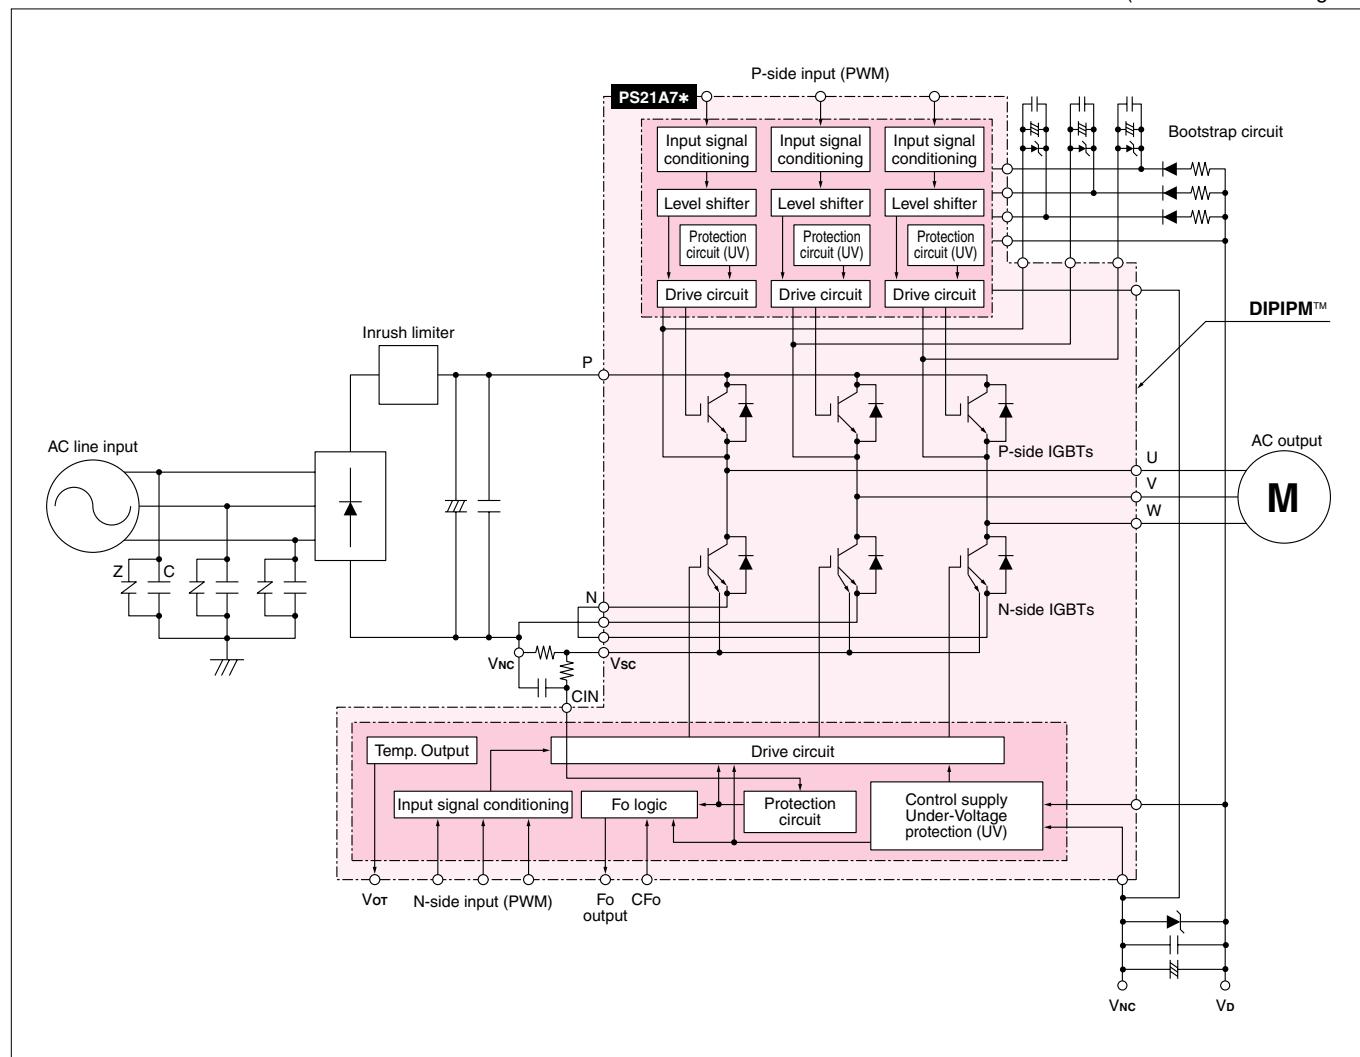 P-side input (PWM)
PS21A7*
Input signal
conditioning
Input signal
conditioning
Input signal
conditioning
Bootstrap circuit
Level shifter
Level shifter
Level shifter
Protection
circuit (UV)
Protection
circuit (UV)
Protection
circuit (UV)
Drive circuit
Drive circuit
Drive circuit
DIPIPM™
Inrush limiter
P
AC line input
P-side IGBTs
AC output
U
V
W
M
Z
C
N
N-side IGBTs
VNC
VSC
CIN
Temp. Output
Drive circuit
Input signal conditioning
Fo logic
Protection
circuit
Control supply
Under-Voltage
protection (UV)
VOT
N-side input (PWM)
Fo
output
CFo
VNC
VD